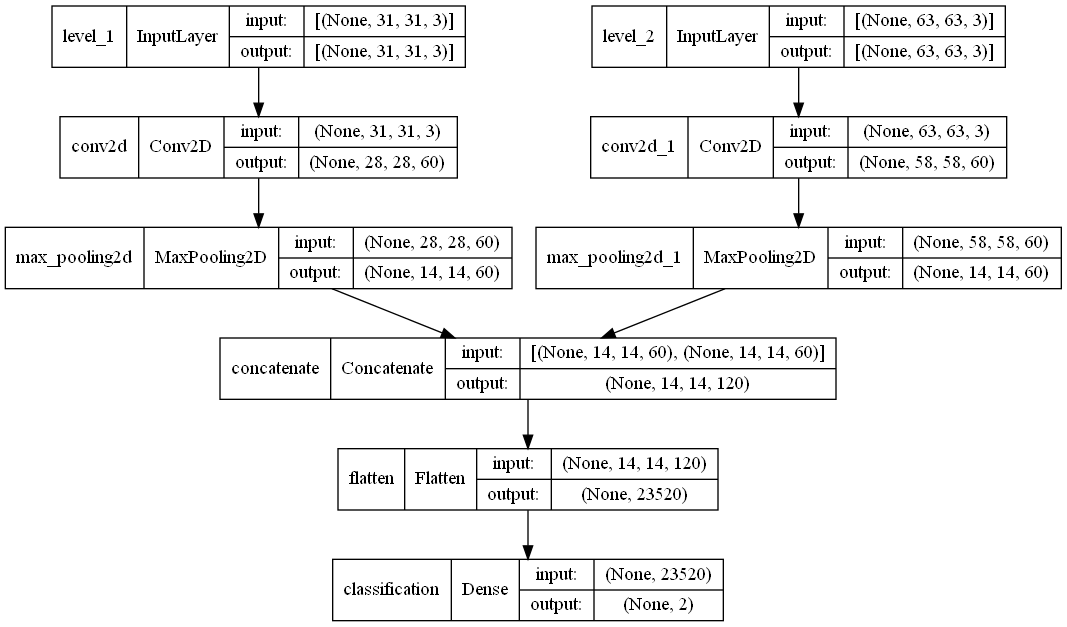 level_1 InputLayer input: [(None, 31, 31, 3)]
output: [(None, 31, 31, 3)]
level_2 InputLayer input: [(None, 63, 63, 3)]
output: [(None, 63, 63, 3)]
conv2d Conv2D input: (None, 31, 31, 3)
output: (None, 28, 28, 60)
conv2d_1 Conv2D input: (None, 63, 63, 3)
output: (None, 58, 58, 60)
max_pooling2d MaxPooling2D input: (None, 28, 28, 60)
output: (None, 14, 14, 60)
max_pooling2d_1 MaxPooling2D input: (None, 58, 58, 60)
output: (None, 14, 14, 60)
concatenate Concatenate input: [(None, 14, 14, 60), (None, 14, 14, 60)]
output: (None, 14, 14, 120)
flatten Flatten input: (None, 14, 14, 120)
output: (None, 23520)
classification Dense input: (None, 23520)
output: (None, 2)